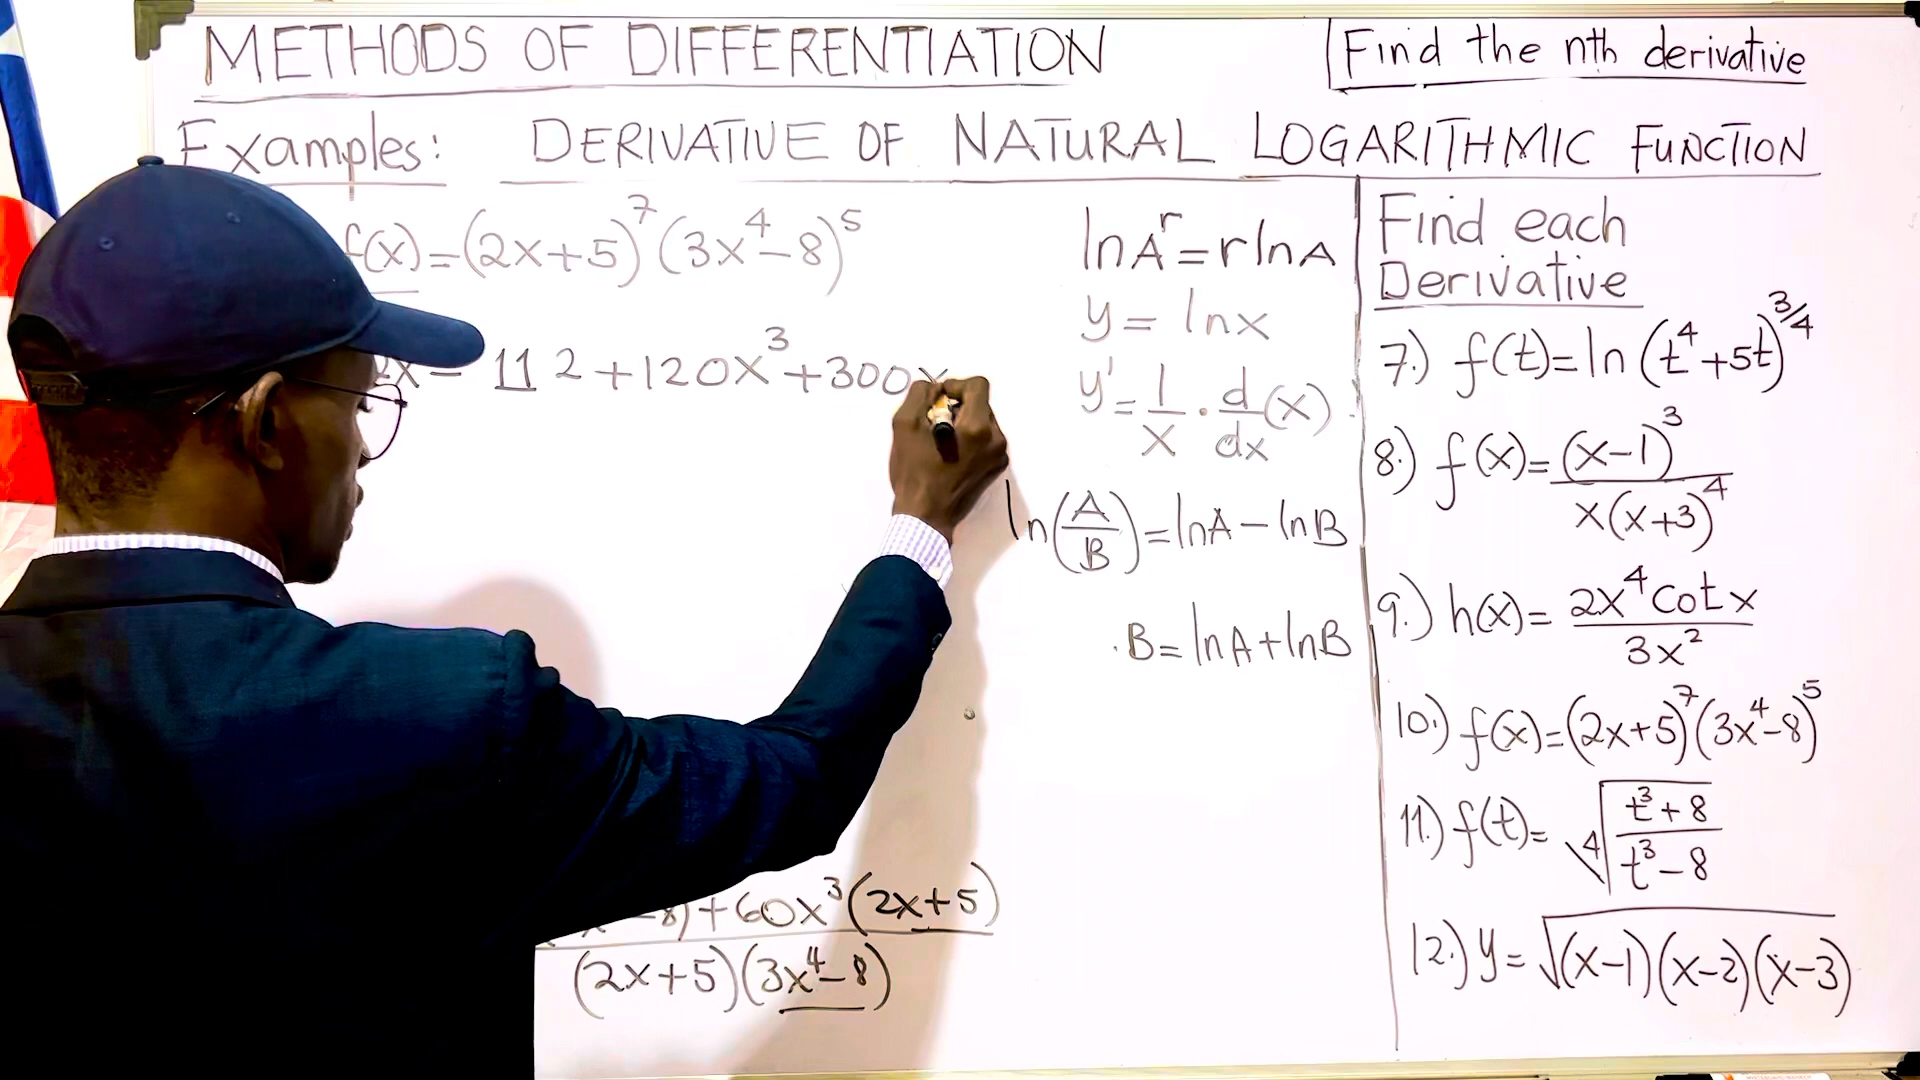 METHODS OF DIFFERENTIATION
Find the nth derivative
Examples: DERIVATIVE OF NATURAL LOGARITHMIC FUNCTION
f(x)=(2x+5)^7(3x^4-8)^5
2x - 112+120x^3+300x
-8)+60x^3(2x+5)
(2x+5)(3x^4-8)
lnA^r=rlnA
y=lnx
y'=1/x·d/dx(x)
ln(A/B)=lnA-lnB
B=lnA+lnB
Find each
Derivative
7.) f(t)=ln(t^4+5t)^3/4
8.) f(x)=(x-1)^3/x(x+3)^4
9.) h(x)=2x^4cotx/3x^2
10.) f(x)=(2x+5)^7(3x^4-8)^5
11.) f(t)=4√t^3+8/t^3-8
12.) y=√(x-1)(x-2)(x-3)